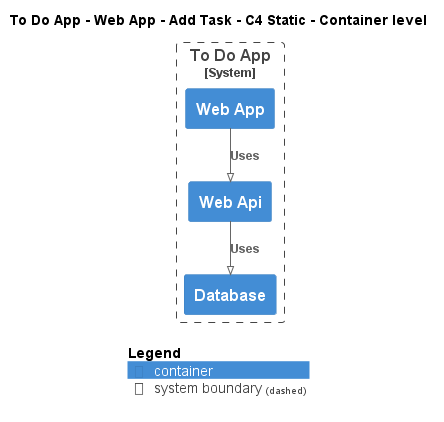 To Do App - Web App - Add Task - C4 Static - Container level
To Do App
[System]
Web App
Uses
Web Api
Uses
Database
Legend
container
system boundary (dashed)